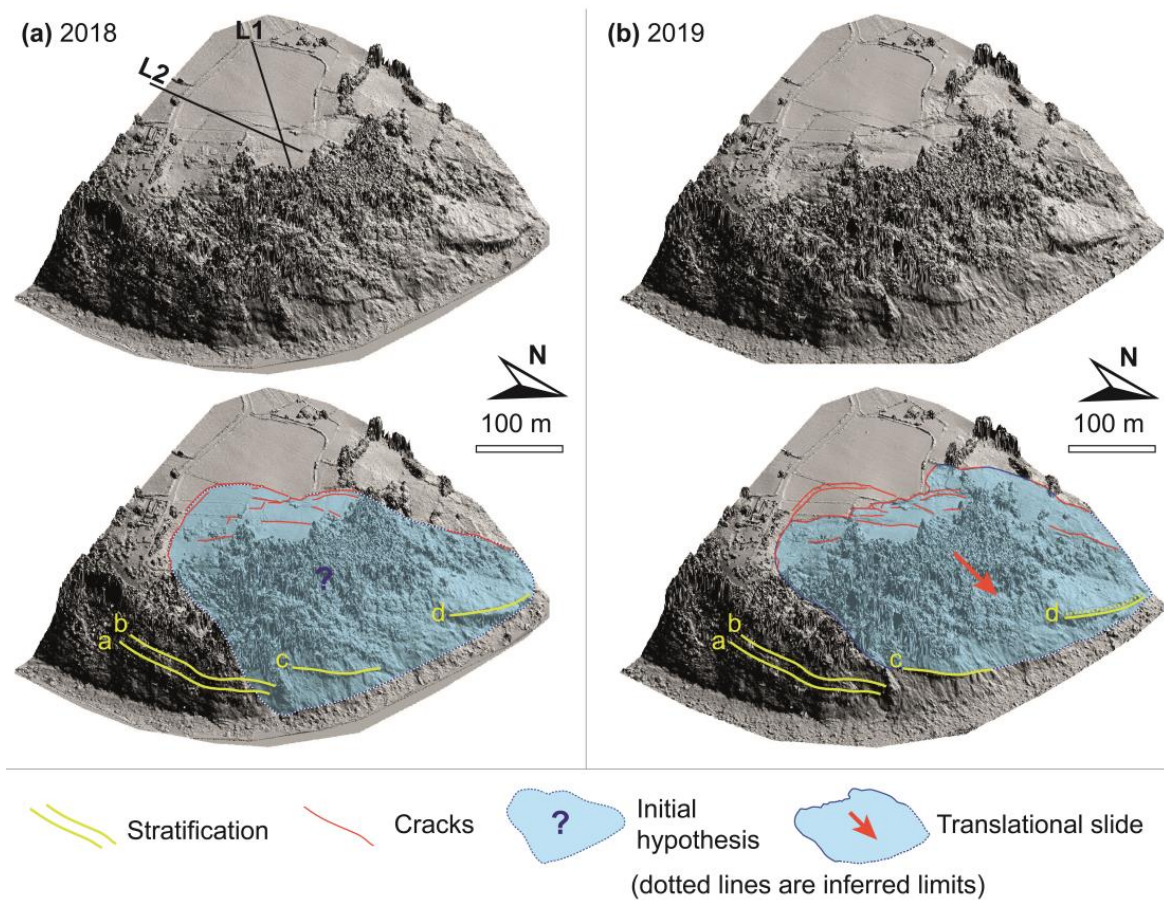 (a) 2018
L1
L2
(b) 2019
N
100 m
N
100 m
?
b
a
c
d
b
a
c
d
Stratification
Cracks
?
Initial
hypothesis
Translational slide
(dotted lines are inferred limits)